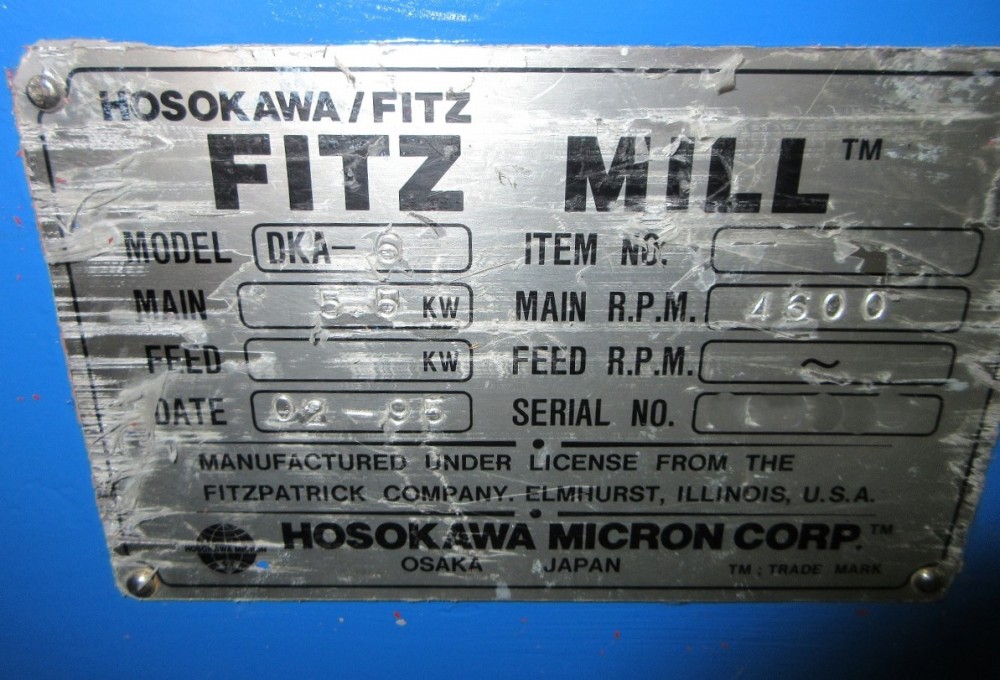 HOSOKAWA/FITZ
FITZ MILL™
MODEL DKA-6 ITEM NO. -
MAIN 5.5 KW MAIN R.P.M. 4600
FEED KW FEED R.P.M. ~
DATE 02-95 SERIAL NO.
MANUFACTURED UNDER LICENSE FROM THE
FITZPATRICK COMPANY. ELMHURST, ILLINOIS, U.S.A.
HOSOKAWA MICRON HOSOKAWA MICRON CORP.™
OSAKA JAPAN TM ; TRADE MARK